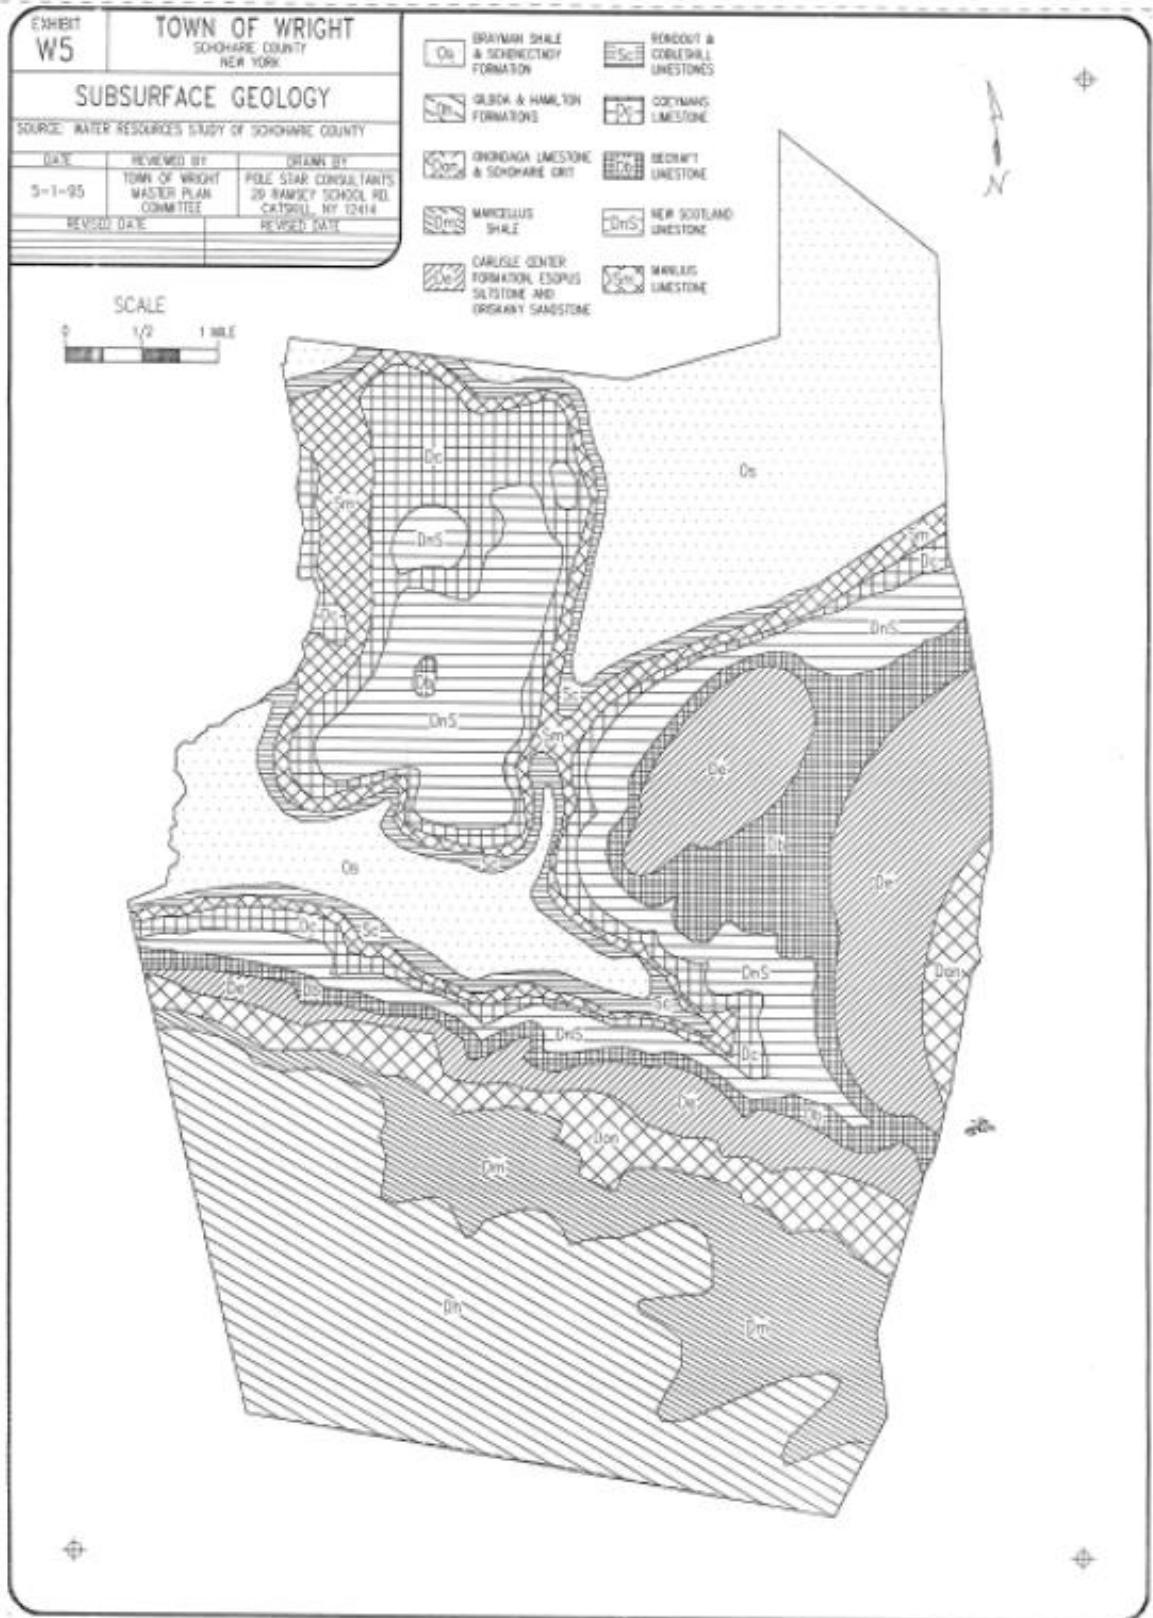 EXHIBIT
W5
TOWN OF WRIGHT
SCHOHARIE COUNTY
NEW YORK
SUBSURFACE GEOLOGY
SOURCE: WATER RESOURCES STUDY OF SCHOHARIE COUNTY
DATE
REVIEWED BY
DRAWN BY
5-1-95
TOWN OF WRIGHT
MASTER PLAN
COMMITTEE
POLE STAR CONSULTANTS
29 RAMSEY SCHOOL RD.
CATSKILL, NY 12414
REVISED DATE
REVISED DATE
Os
BRAYMAN SHALE
& SCHENECTADY
FORMATION
Dh
GILBOA & HAMILTON
FORMATIONS
Don
ONONDAGA LIMESTONE
& SCHOHARIE GRIT
Dm
MARCELLUS
SHALE
De
CARLISLE CENTER
FORMATION, ESOPUS
SILTSTONE AND
ORISKANY SANDSTONE
Sc
RONDOUT &
COBLESKILL
LIMESTONES
Dc
COEYMANS
LIMESTONE
Db
BECRAFT
LIMESTONE
DnS
NEW SCOTLAND
LIMESTONE
Sm
MANLIUS
LIMESTONE
N
SCALE
0 1/2 1 MILE
Dc
Os
Sm
DnS
Sm
Dc
Dc
DnS
Db
Sc
DnS
Sm
De
Db
Sc
Os
De
Dc
Sc
DnS
Don
De
Db
Sc
DnS
Dc
De
Db
Don
Dm
Dh
Dm